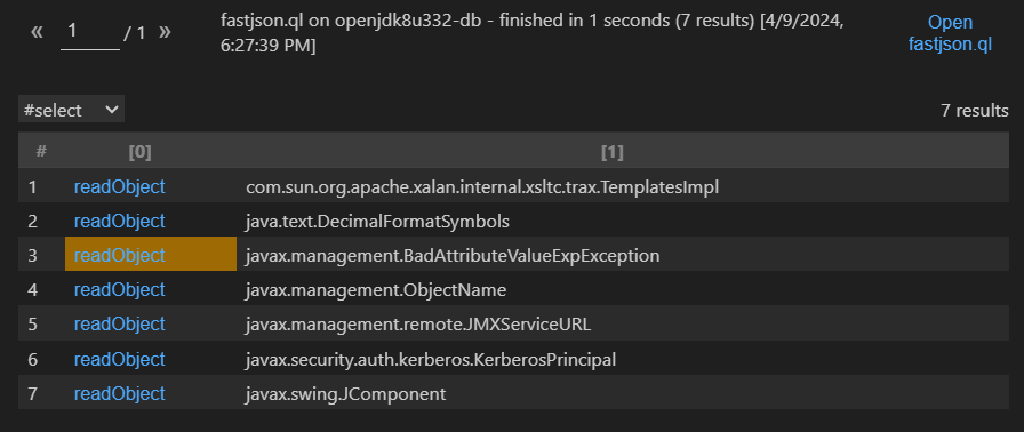 « 1 / 1 » fastjson.ql on openjdk8u332-db - finished in 1 seconds (7 results) [4/9/2024,
6:27:39 PM]
Open
fastjson.ql
#select 7 results
# [0] [1]
1 readObject com.sun.org.apache.xalan.internal.xsltc.trax.TemplatesImpl
2 readObject java.text.DecimalFormatSymbols
3 readObject javax.management.BadAttributeValueExpException
4 readObject javax.management.ObjectName
5 readObject javax.management.remote.JMXServiceURL
6 readObject javax.security.auth.kerberos.KerberosPrincipal
7 readObject javax.swing.JComponent